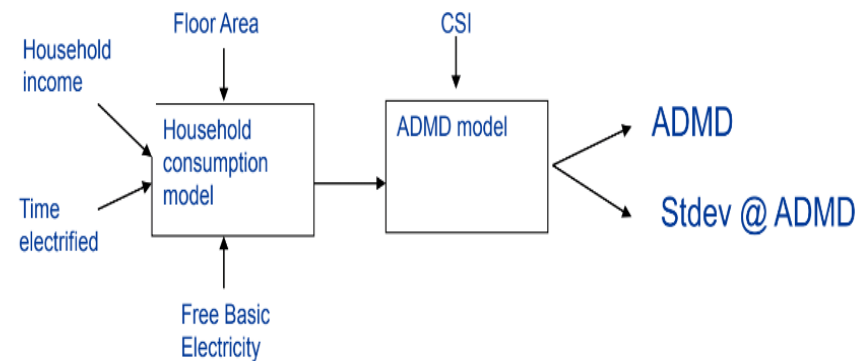 Floor Area
CSI
Household
income
Household
consumption
model
ADMD model
ADMD
Time
electrified
Stdev @ ADMD
Free Basic
Electricity